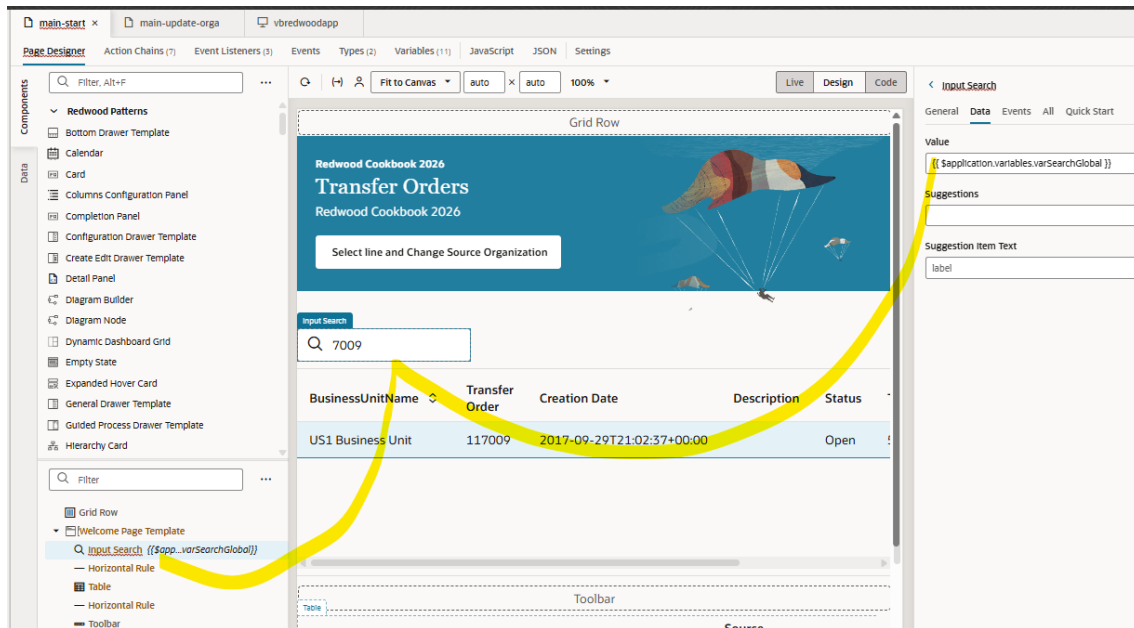 main-start ×
main-update-orga
vbredwoodapp
Page Designer
Action Chains (7)
Event Listeners (3)
Events
Types (2)
Variables (11)
JavaScript
JSON
Settings
Components
Data
Filter, Alt+F
Redwood Patterns
Bottom Drawer Template
Calendar
Card
Columns Configuration Panel
Completion Panel
Configuration Drawer Template
Create Edit Drawer Template
Detail Panel
Diagram Builder
Diagram Node
Dynamic Dashboard Grid
Empty State
Expanded Hover Card
General Drawer Template
Guided Process Drawer Template
Hierarchy Card
Filter
Grid Row
Welcome Page Template
Input Search {{$app...varSearchGlobal}}
Horizontal Rule
Table
Horizontal Rule
Toolbar
Fit to Canvas
auto × auto
100%
Live
Design
Code
Grid Row
Redwood Cookbook 2026
Transfer Orders
Redwood Cookbook 2026
Select line and Change Source Organization
Input Search
7009
BusinessUnitName
Transfer Order
Creation Date
Description
Status
US1 Business Unit
117009
2017-09-29T21:02:37+00:00
Open
Toolbar
Table
Input Search
General
Data
Events
All
Quick Start
Value
{{ $application.variables.varSearchGlobal }}
Suggestions
Suggestion Item Text
label